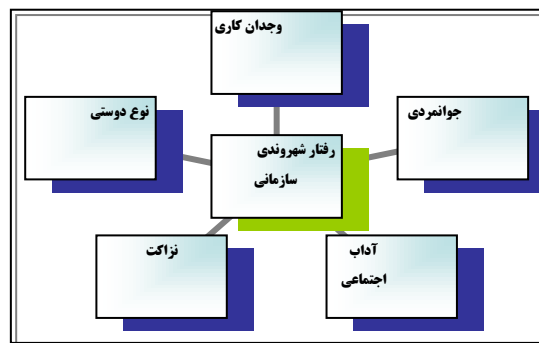 وجدان کاری
جوانمردی
نوع دوستی
رفتار شهروندی
سازمانی
نزاکت
آداب
اجتماعی